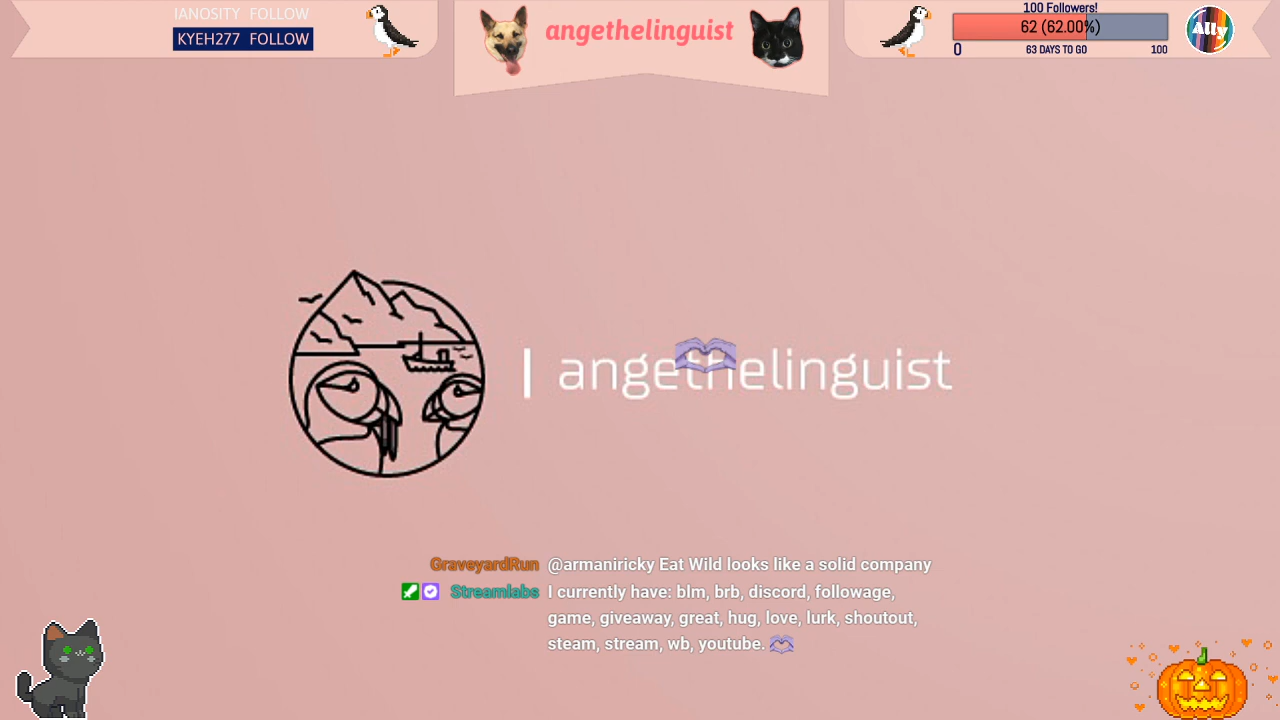 IANOSITY FOLLOW
KYEH277 FOLLOW
angethelinguist
100 Followers!
62 (62.00%)
0
63 DAYS TO GO
100
Ally
| angethelinguist
GraveyardRun @armaniricky Eat Wild looks like a solid company
Streamlabs I currently have: blm, brb, discord, followage,
game, giveaway, great, hug, love, lurk, shoutout,
steam, stream, wb, youtube.